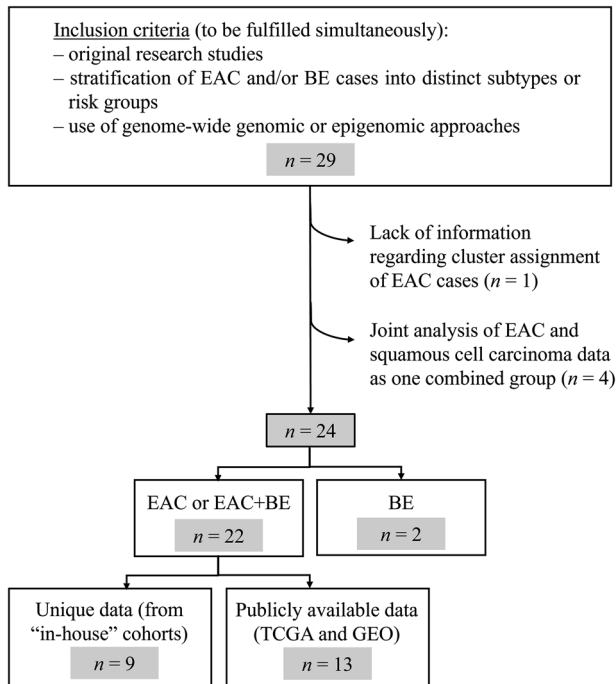 Inclusion criteria (to be fulfilled simultaneously):
– original research studies
– stratification of EAC and/or BE cases into distinct subtypes or
risk groups
– use of genome-wide genomic or epigenomic approaches
n = 29
Lack of information
regarding cluster assignment
of EAC cases (n = 1)
Joint analysis of EAC and
squamous cell carcinoma data
as one combined group (n = 4)
n = 24
EAC or EAC+BE
n = 22
BE
n = 2
Unique data (from
“in-house” cohorts)
n = 9
Publicly available data
(TCGA and GEO)
n = 13